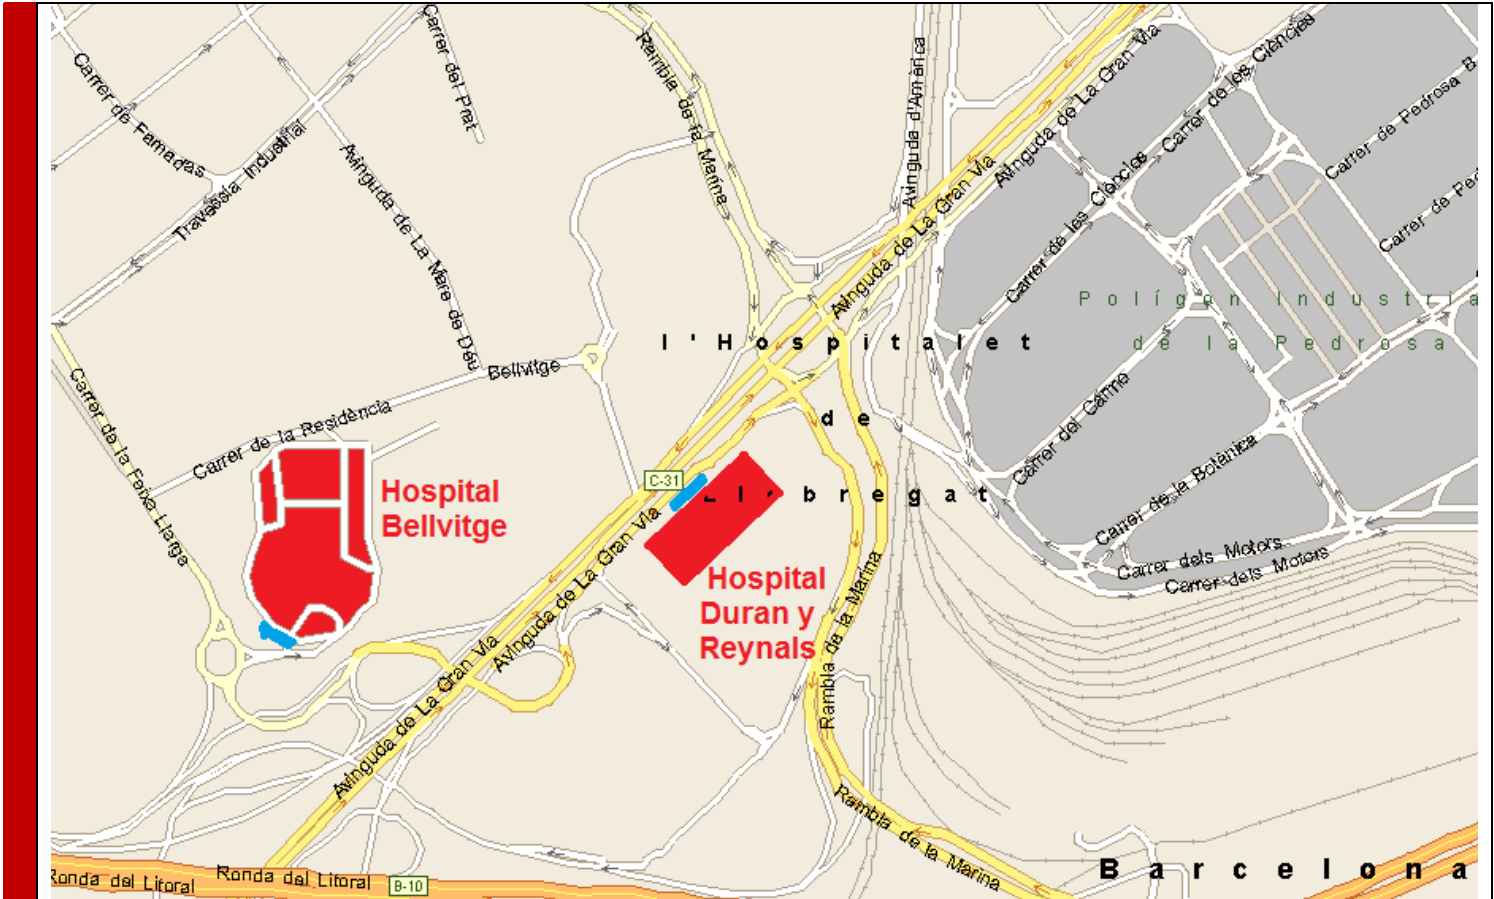 Carrer de Famadas
Carrer del Prat
Rambla de la Marina
Avinguda d'Amèrica
Avinguda de La Gran Via
Carrer de les Ciències
Carrer de Pedrosa B
Travessia Industrial
Avinguda de La Mare de Déu
Bellvitge
Avinguda de La Gran Via
Avinguda de La Gran Via
Carrer de les Ciències
Carrer de Ped
Polígon Industria
de la Pedrosa
l'Hospitalet
de
Carrer de la Feixa Llarga
Carrer de la Residència
Carrer del Carme
Carrer de la Botànica
C-31
Hospital
Bellvitge
Hospital
Duran y
Reynals
Carrer dels Motors
Carrer dels Motors
Avinguda de La Gran Via
Avinguda de La Gran Via
Rambla de la Marina
Rambla de la Marina
Ronda del Litoral
Ronda del Litoral
B-10
Barcelona